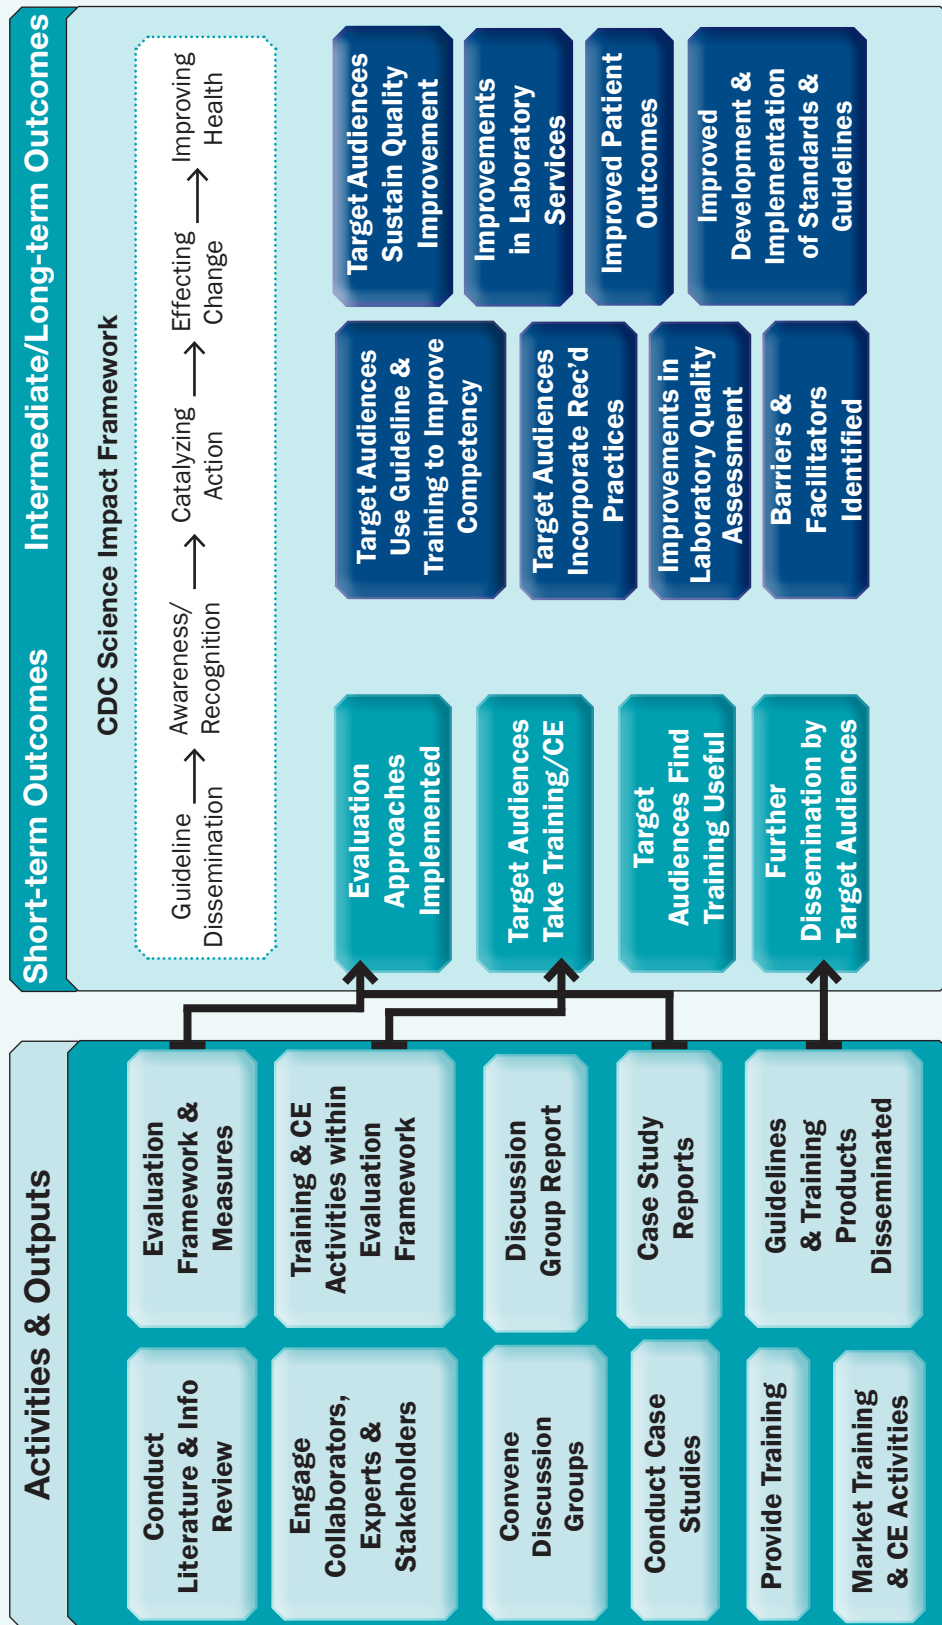 Activities & Outputs
Conduct
Literature & Info
Review
Engage
Collaborators,
Experts &
Stakeholders
Convene
Discussion
Groups
Conduct Case
Studies
Provide Training
Market Training
& CE Activities
Evaluation
Framework &
Measures
Training & CE
Activities within
Evaluation
Framework
Discussion
Group Report
Case Study
Reports
Guidelines
& Training
Products
Disseminated
Short-term Outcomes
Intermediate/Long-term Outcomes
CDC Science Impact Framework
Guideline
Dissemination
Awareness/
Recognition
Catalyzing
Action
Effecting
Change
Improving
Health
Evaluation
Approaches
Implemented
Target Audiences
Take Training/CE
Target
Audiences Find
Training Useful
Further
Dissemination by
Target Audiences
Target Audiences
Use Guideline &
Training to Improve
Competency
Target Audiences
Incorporate Rec'd
Practices
Improvements in
Laboratory Quality
Assessment
Barriers &
Facilitators
Identified
Target Audiences
Sustain Quality
Improvement
Improvements
in Laboratory
Services
Improved Patient
Outcomes
Improved
Development &
Implementation
of Standards &
Guidelines